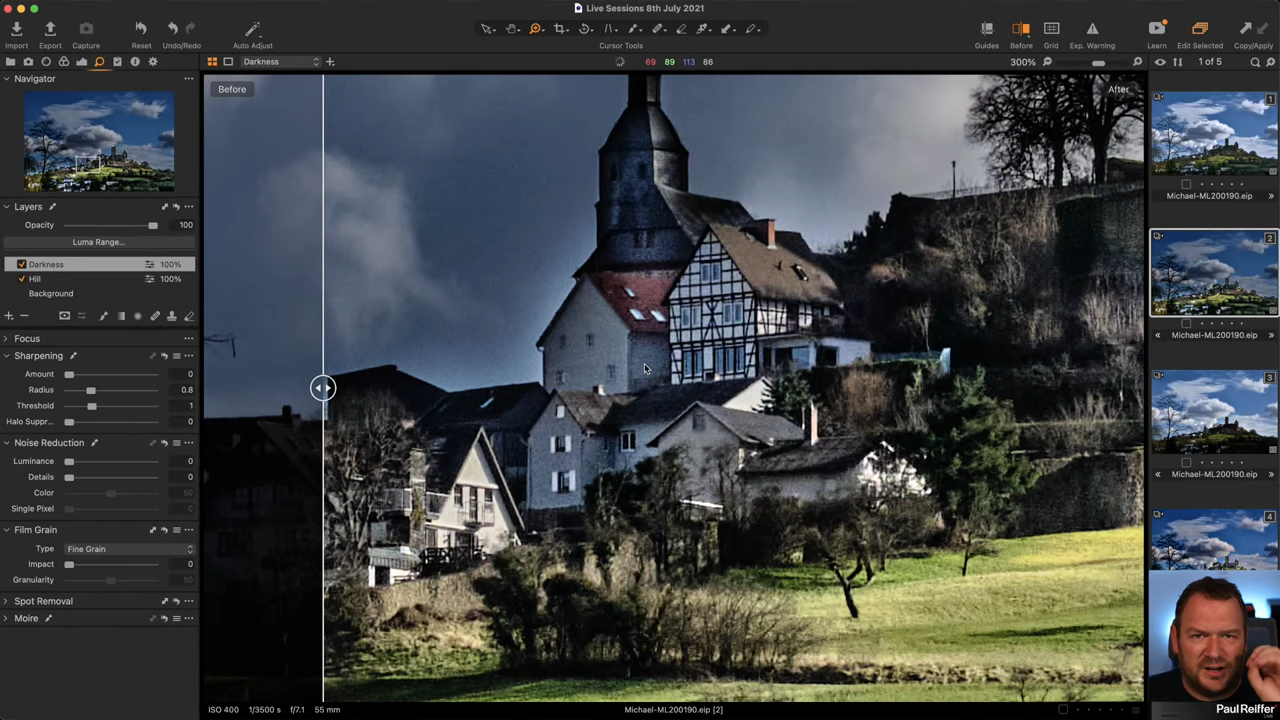 Live Sessions 8th July 2021
Import
Export
Capture
Reset
Undo/Redo
Auto Adjust
Cursor Tools
Guides
Before
Grid
Exp. Warning
Learn
Edit Selected
Copy/Apply
Darkness
69 89 113 86
300%
1 of 5
Navigator
Layers
Opacity 100
Luma Range...
Darkness 100%
Hill 100%
Background
Focus
Sharpening
Amount 0
Radius 0.8
Threshold 1
Halo Suppr... 0
Noise Reduction
Luminance 0
Details 0
Color 50
Single Pixel 0
Film Grain
Type Fine Grain
Impact 0
Granularity 50
Spot Removal
Moire
Before
After
ISO 400 1/3500 s f/7.1 55 mm
Michael-ML200190.eip [2]
1
Michael-ML200190.eip
2
Michael-ML200190.eip
3
Michael-ML200190.eip
4
Paul Reiffer
Live